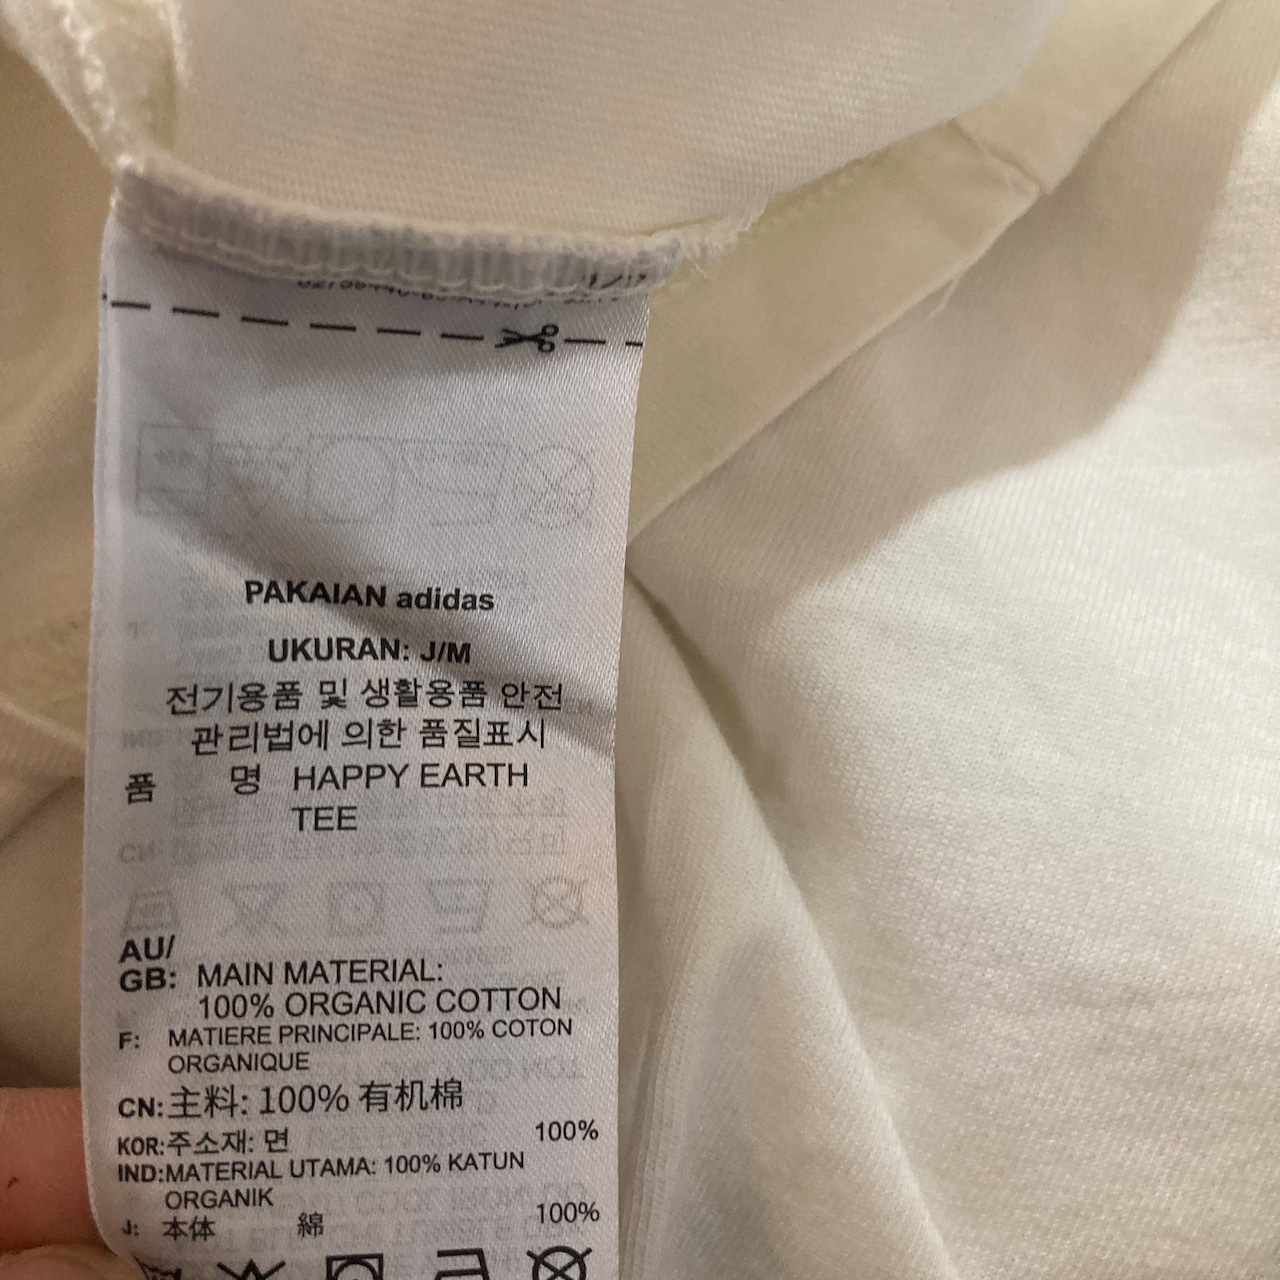 PAKAIAN adidas
UKURAN: J/M
전기용품 및 생활용품 안전
관리법에 의한 품질표시
품 명 HAPPY EARTH
TEE
AU/
GB: MAIN MATERIAL:
100% ORGANIC COTTON
F: MATIERE PRINCIPALE: 100% COTON
ORGANIQUE
CN: 主料: 100% 有机棉
KOR: 주소재: 면 100%
IND: MATERIAL UTAMA: 100% KATUN
ORGANIK
J: 本体 綿 100%